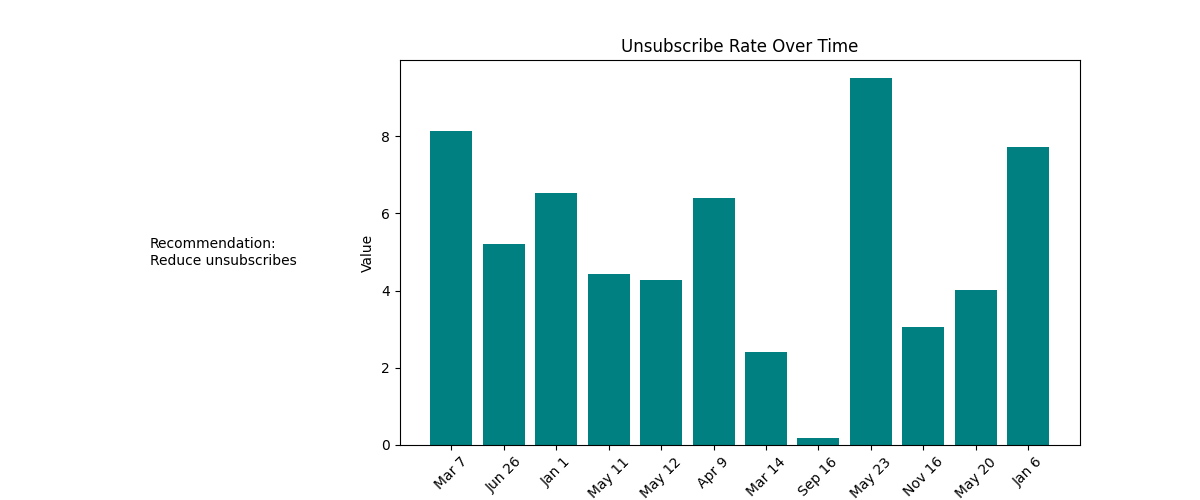 Unsubscribe Rate Over Time
Recommendation:
Reduce unsubscribes
Value
8
6
4
2
0
Mar 7
Jun 26
Jan 1
May 11
May 12
Apr 9
Mar 14
Sep 16
May 23
Nov 16
May 20
Jan 6